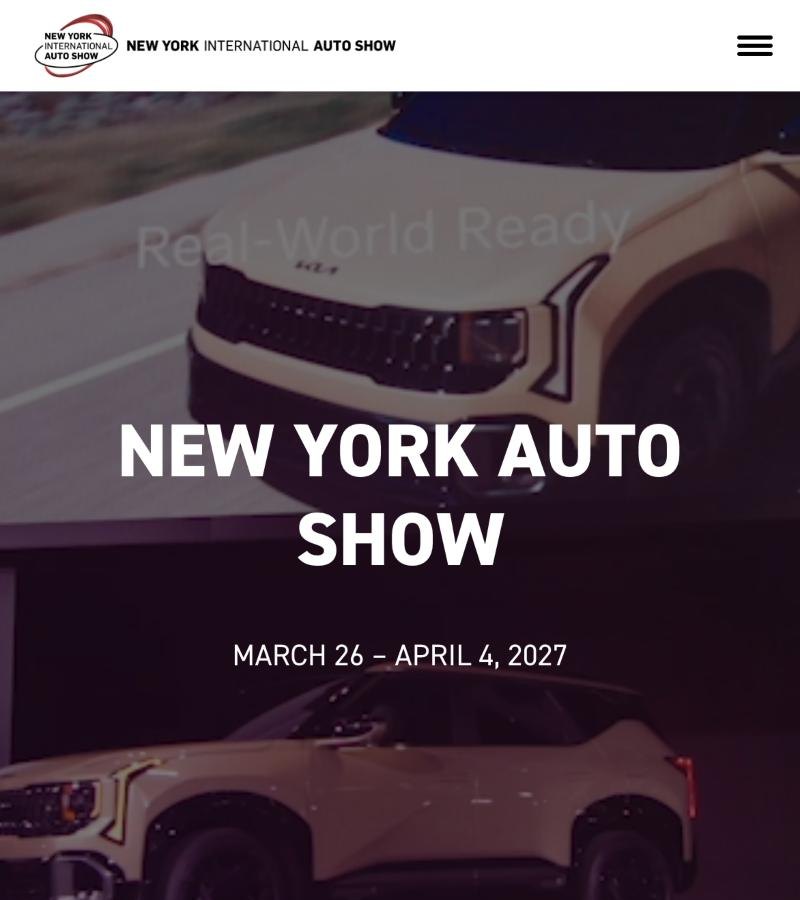 NEW YORK
INTERNATIONAL
AUTO SHOW
NEW YORK INTERNATIONAL AUTO SHOW
Real-World Ready
KIA
NEW YORK AUTO
SHOW
MARCH 26 – APRIL 4, 2027